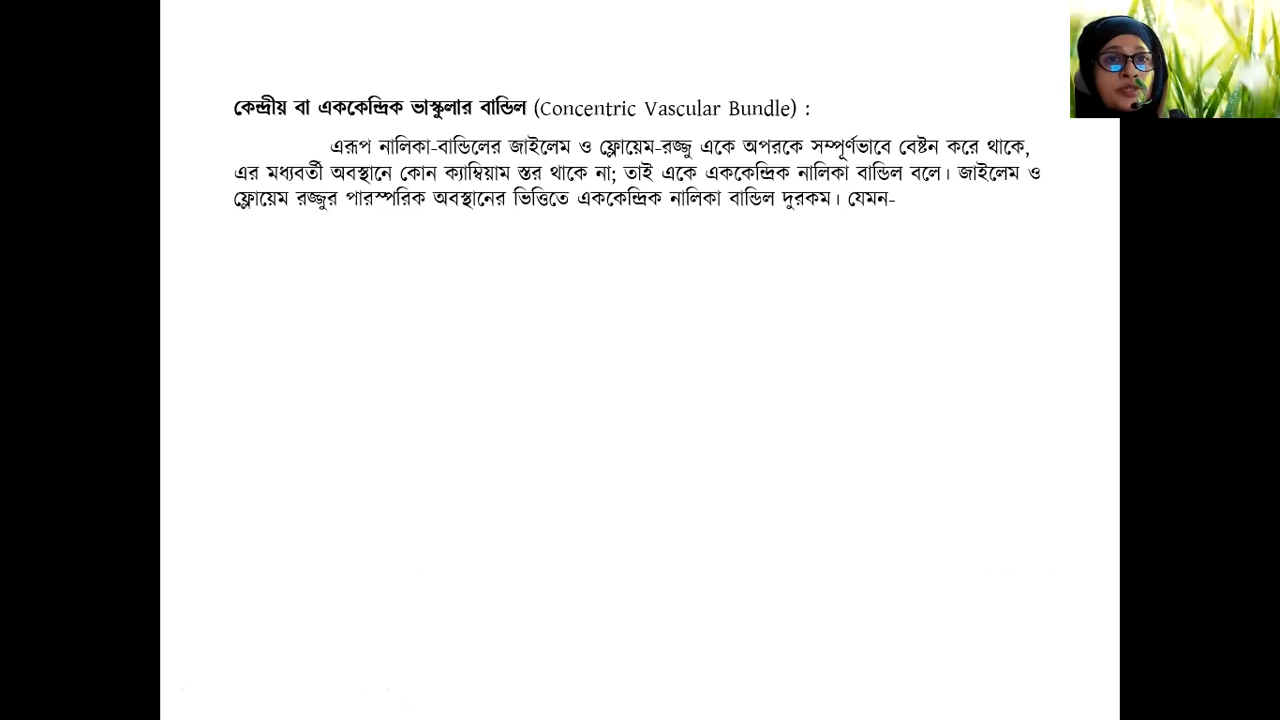 কেন্দ্রীয় বা এককেন্দ্রিক ভাস্কুলার বান্ডিল (Concentric Vascular Bundle) :
এরূপ নালিকা-বান্ডিলের জাইলেম ও ফ্লোয়েম-রজ্জু একে অপরকে সম্পূর্ণভাবে বেষ্টন করে থাকে,
এর মধ্যবর্তী অবস্থানে কোন ক্যাম্বিয়াম স্তর থাকে না; তাই একে এককেন্দ্রিক নালিকা বান্ডিল বলে। জাইলেম ও
ফ্লোয়েম রজ্জুর পারস্পরিক অবস্থানের ভিত্তিতে এককেন্দ্রিক নালিকা বান্ডিল দুরকম। যেমন-